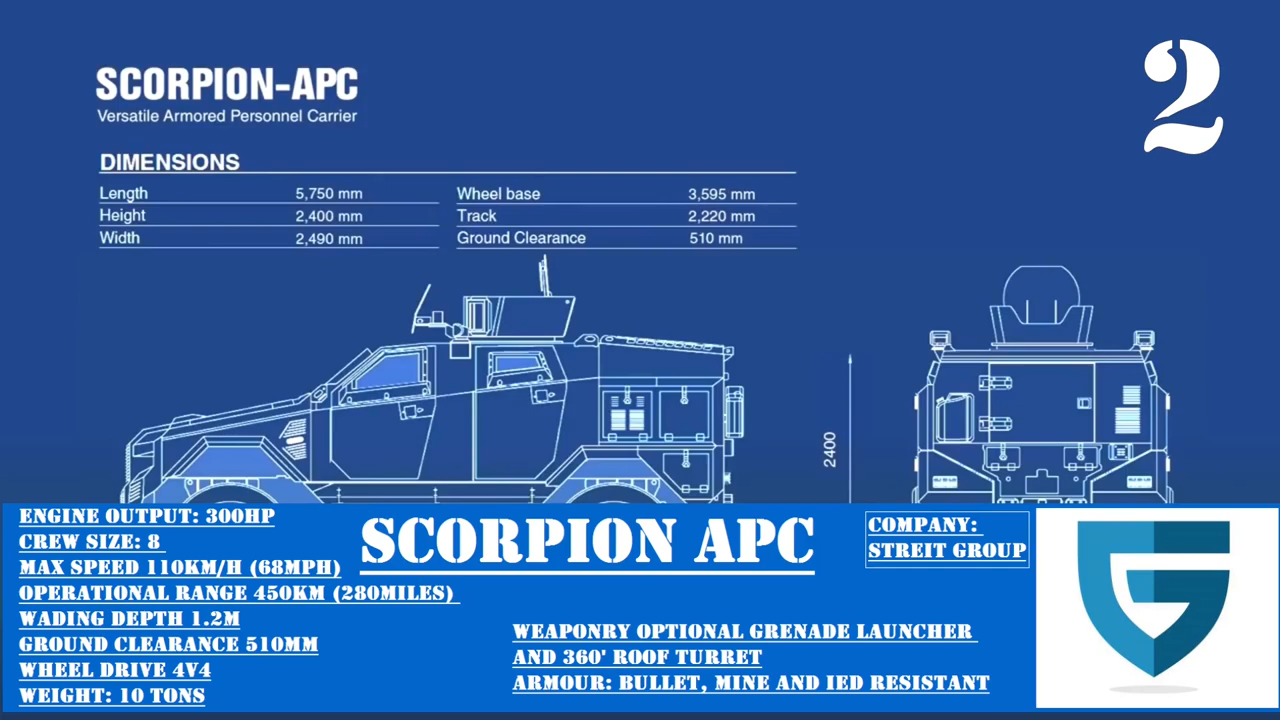 2
SCORPION-APC
Versatile Armored Personnel Carrier
DIMENSIONS
Length 5,750 mm Wheel base 3,595 mm
Height 2,400 mm Track 2,220 mm
Width 2,490 mm Ground Clearance 510 mm
2400
ENGINE OUTPUT: 300HP
CREW SIZE: 8
MAX SPEED 110KM/H (68MPH)
OPERATIONAL RANGE 450KM (280MILES)
WADING DEPTH 1.2M
GROUND CLEARANCE 510MM
WHEEL DRIVE 4V4
WEIGHT: 10 TONS
SCORPION APC
WEAPONRY OPTIONAL GRENADE LAUNCHER
AND 360' ROOF TURRET
ARMOUR: BULLET, MINE AND IED RESISTANT
COMPANY:
STREIT GROUP